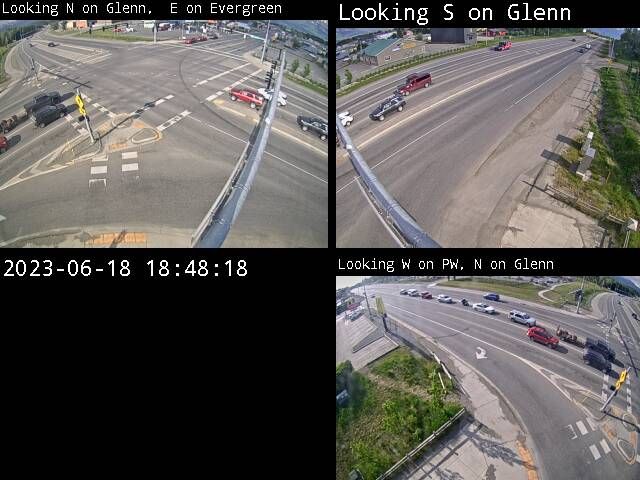 Looking N on Glenn,  E on Evergreen
Looking S on Glenn
2023-06-18 18:48:18
Looking W on PW, N on Glenn